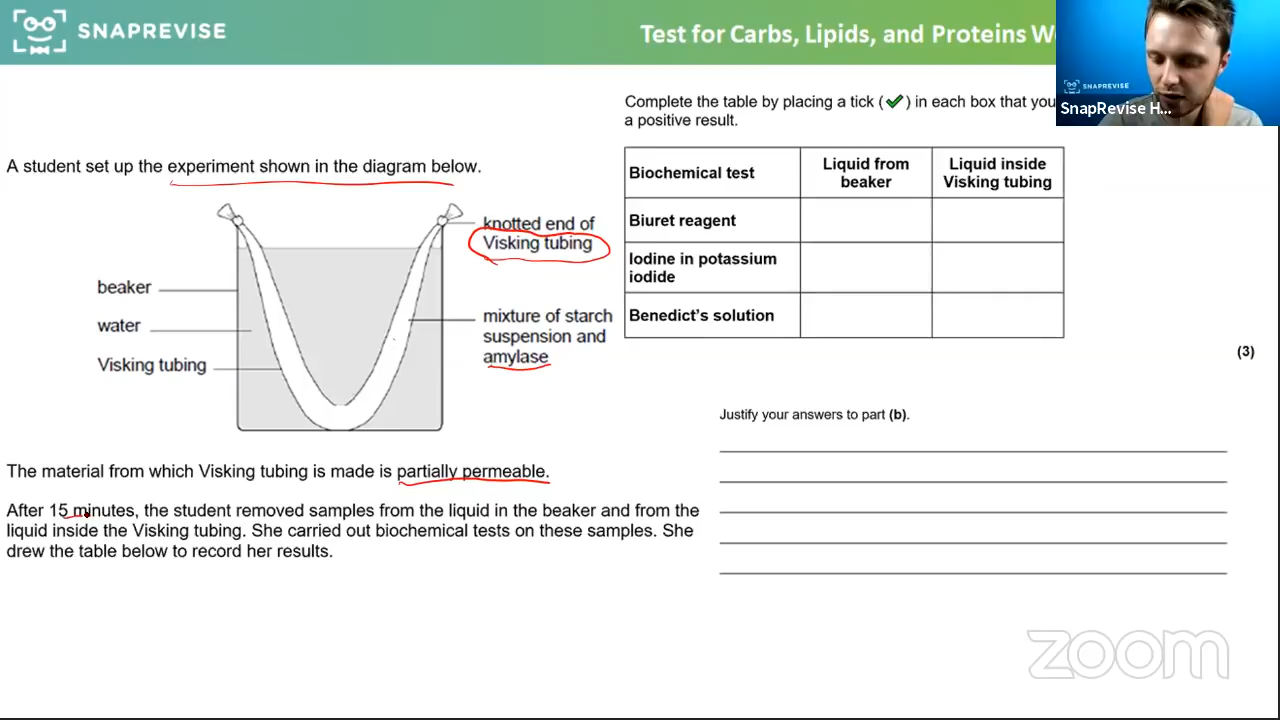 SNAPREVISE
Test for Carbs, Lipids, and Proteins W
SNAPREVISE
SnapRevise H...
A student set up the experiment shown in the diagram below.
knotted end of
Visking tubing
beaker
water
Visking tubing
mixture of starch
suspension and
amylase
The material from which Visking tubing is made is partially permeable.
After 15 minutes, the student removed samples from the liquid in the beaker and from the
liquid inside the Visking tubing. She carried out biochemical tests on these samples. She
drew the table below to record her results.
Complete the table by placing a tick (✓) in each box that you
a positive result.
Biochemical test
Liquid from
beaker
Liquid inside
Visking tubing
Biuret reagent
Iodine in potassium
iodide
Benedict's solution
(3)
Justify your answers to part (b).
zoom